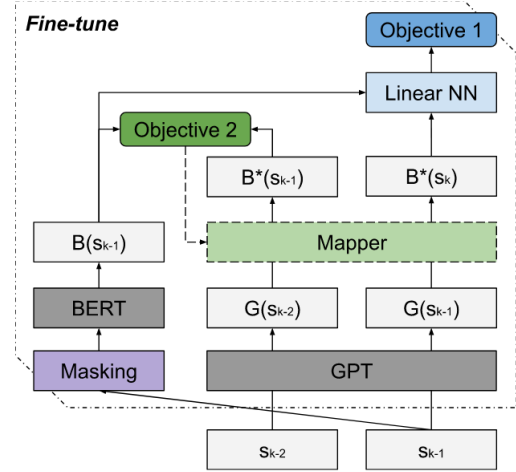 Fine-tune
Objective 1
Linear NN
Objective 2
B*(sk-1)
B*(sk)
B(sk-1)
Mapper
BERT
G(sk-2)
G(sk-1)
Masking
GPT
sk-2
sk-1